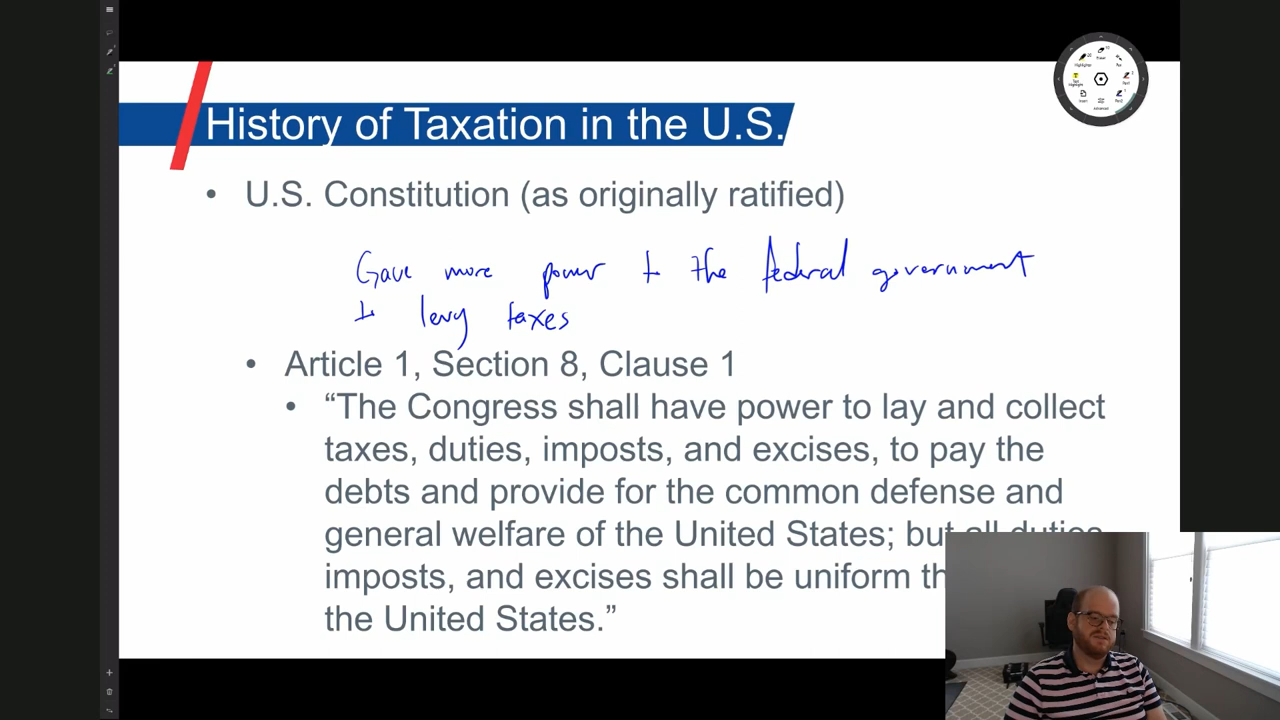 History of Taxation in the U.S.
• U.S. Constitution (as originally ratified)
Gave more power to the federal government
to levy taxes
• Article 1, Section 8, Clause 1
• “The Congress shall have power to lay and collect
taxes, duties, imposts, and excises, to pay the
debts and provide for the common defense and
general welfare of the United States; but all duties,
imposts, and excises shall be uniform th
the United States.”